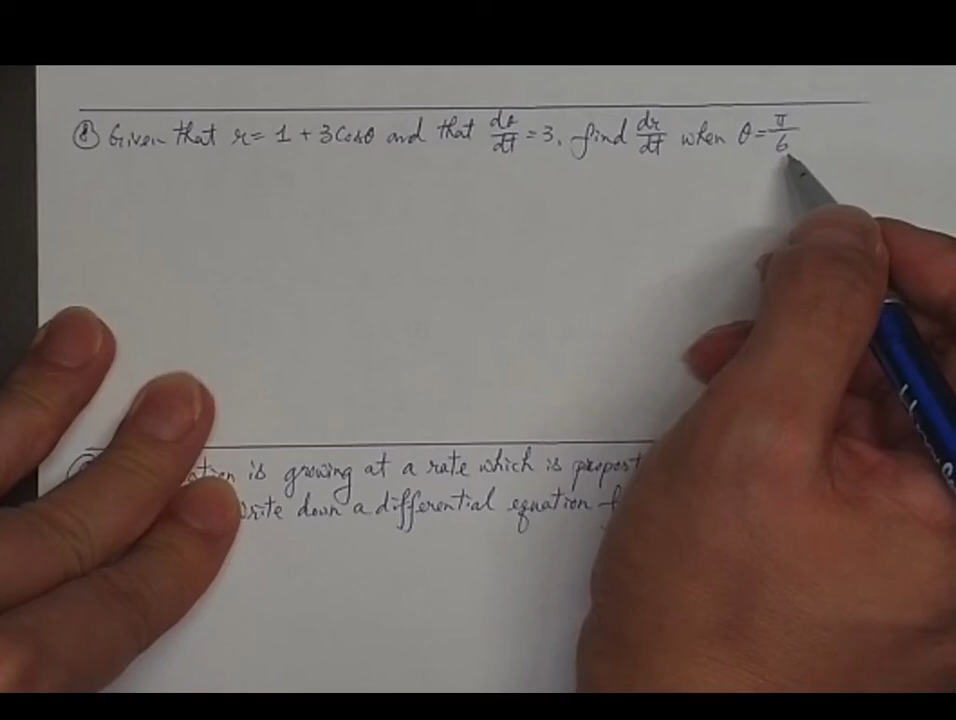 ⑧ Given that r = 1 + 3Cosθ and that dθ/dt = 3, find dr/dt when θ = π/6
is growing at a rate which is
write down a differential equation